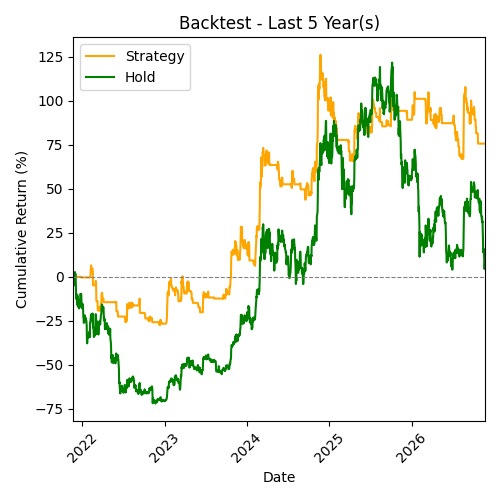 Backtest - Last 5 Year(s)
Strategy
Hold
Cumulative Return (%)
125
100
75
50
25
0
−25
−50
−75
2022
2023
2024
2025
2026
Date